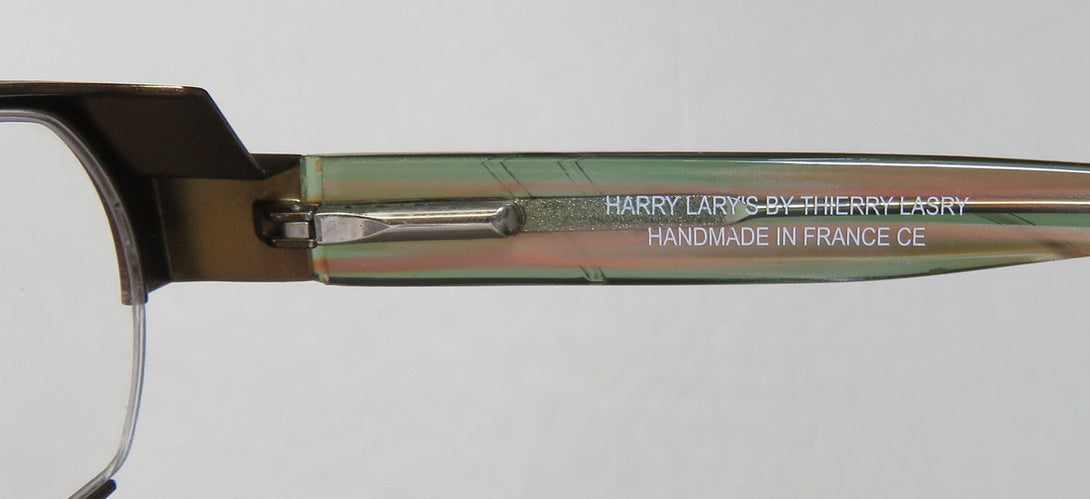 HARRY LARY'S BY THIERRY LASRY
HANDMADE IN FRANCE CE